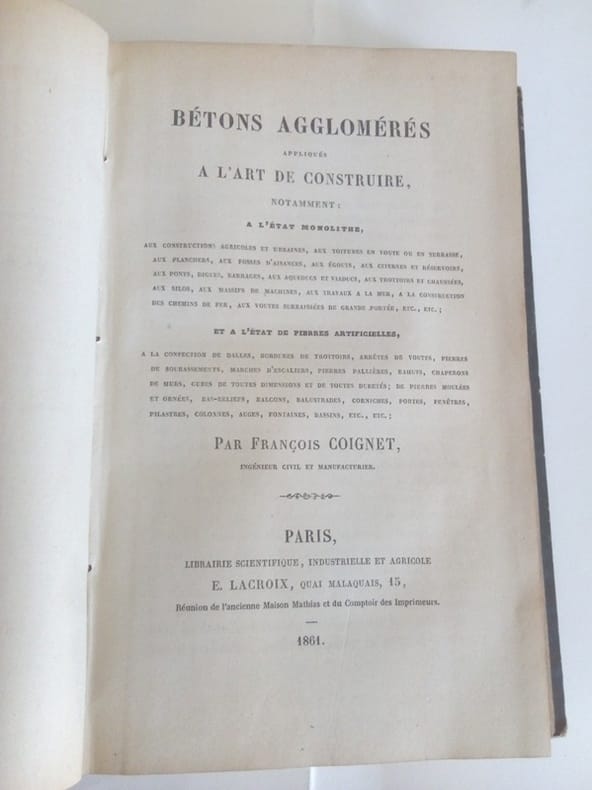 BÉTONS AGGLOMÉRÉS
APPLIQUÉS
A L'ART DE CONSTRUIRE,
NOTAMMENT:
A L'ÉTAT MONOLITHE,
AUX CONSTRUCTIONS AGRICOLES ET URBAINES, AUX TOITURES EN VOUTE OU EN TERRASSE,
AUX PLANCHERS, AUX FOSSES D'AISANCES, AUX ÉGOUTS, AUX CITERNES ET RÉSERVOIRS,
AUX PONTS, DIGUES, BARRAGES, AUX AQUEDUCS ET VIADUCS, AUX TROTTOIRS ET CHAUSSÉES,
AUX SILOS, AUX MASSIFS DE MACHINES, AUX TRAVAUX A LA MER, A LA CONSTRUCTION
DES CHEMINS DE FER, AUX VOUTES SURBAISSÉES DE GRANDE PORTÉE, ETC., ETC.;
ET A L'ÉTAT DE PIERRES ARTIFICIELLES,
A LA CONFECTION DE DALLES, BORDURES DE TROTTOIRS, ARRÊTES DE VOUTES, PIERRES
DE SOUBASSEMENTS, MARCHES D'ESCALIERS, PIERRES PALLIÈRES, BAHUTS, CHAPERONS
DE MURS, CUBES DE TOUTES DIMENSIONS ET DE TOUTES DURETÉS; DE PIERRES MOULÉES
ET ORNÉES, BAS-RELIEFS, BALCONS, BALUSTRADES, CORNICHES, PORTES, FENÊTRES,
PILASTRES, COLONNES, AUGES, FONTAINES, BASSINS, ETC., ETC.;
PAR FRANÇOIS COIGNET,
INGÉNIEUR CIVIL ET MANUFACTURIER.
PARIS,
LIBRAIRIE SCIENTIFIQUE, INDUSTRIELLE ET AGRICOLE
E. LACROIX, QUAI MALAQUAIS, 15,
Réunion de l'ancienne Maison Mathias et du Comptoir des Imprimeurs.
1861.